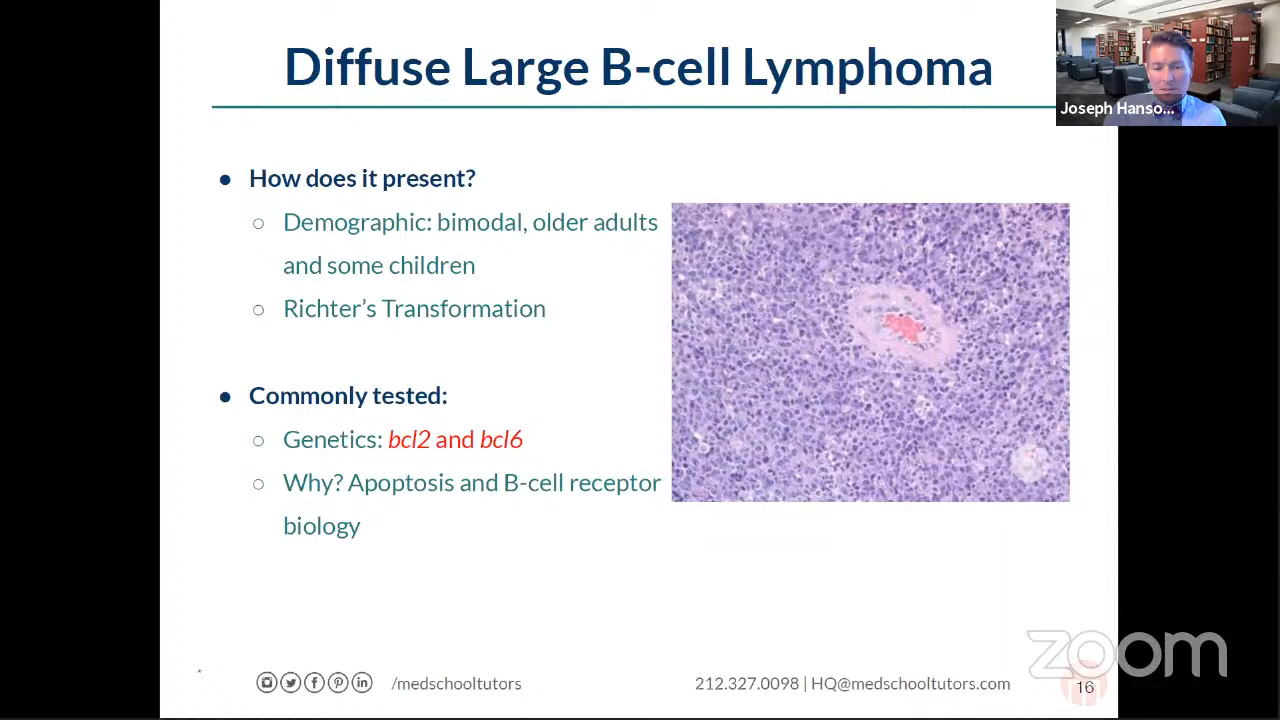 Diffuse Large B-cell Lymphoma
Joseph Hanso...
● How does it present?
○ Demographic: bimodal, older adults
and some children
○ Richter's Transformation
● Commonly tested:
○ Genetics: bcl2 and bcl6
○ Why? Apoptosis and B-cell receptor
biology
*
/medschooltutors
212.327.0098 | HQ@medschooltutors.com
zoom
16